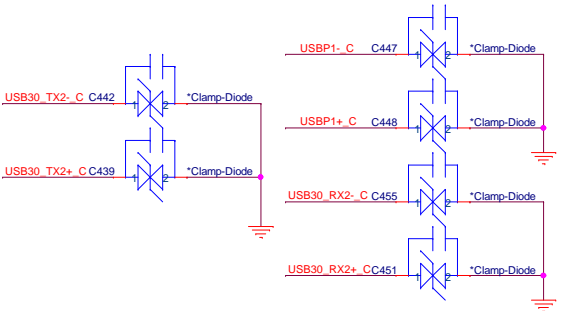 USB30_TX2-_C C442 1 2 *Clamp-Diode
USB30_TX2+_C C439 1 2 *Clamp-Diode
USBP1-_C C447 1 2 *Clamp-Diode
USBP1+_C C448 1 2 *Clamp-Diode
USB30_RX2-_C C455 1 2 *Clamp-Diode
USB30_RX2+_C C451 1 2 *Clamp-Diode